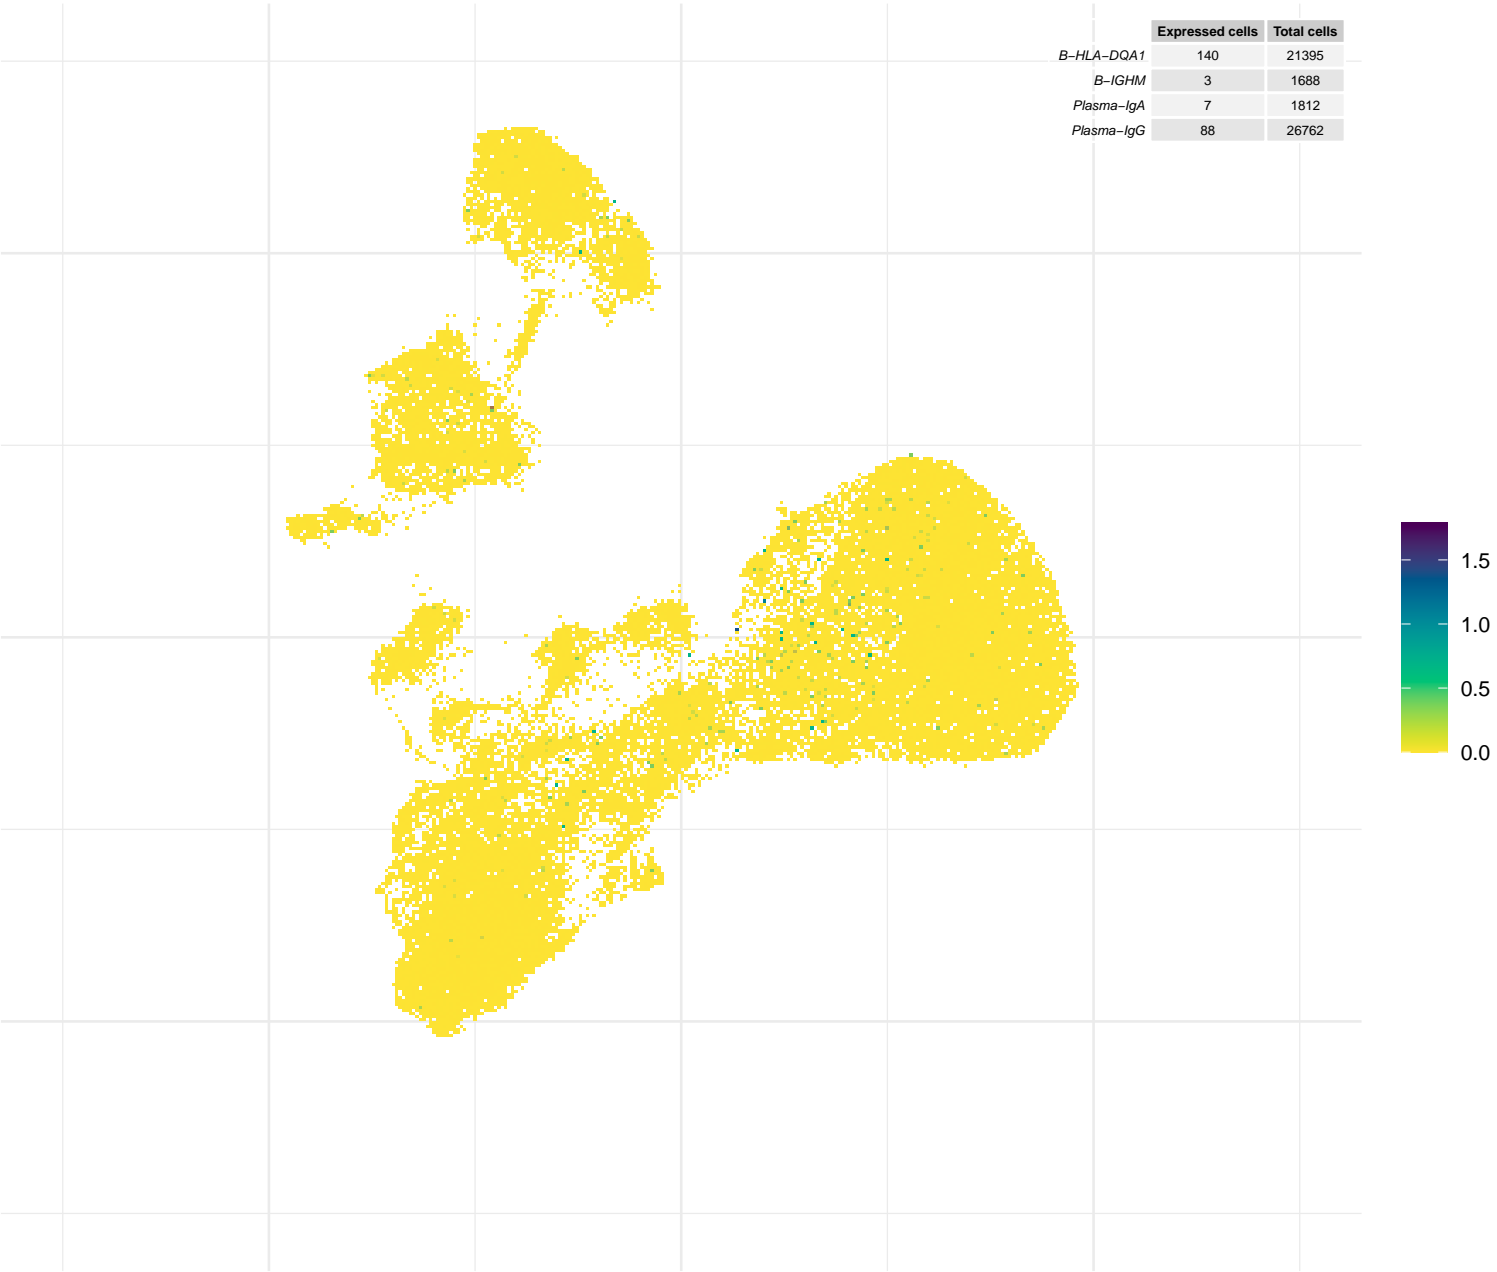 Expressed cells Total cells
B−HLA−DQA1 140 21395
B−IGHM 3 1688
Plasma−IgA 7 1812
Plasma−IgG 88 26762
1.5
1.0
0.5
0.0